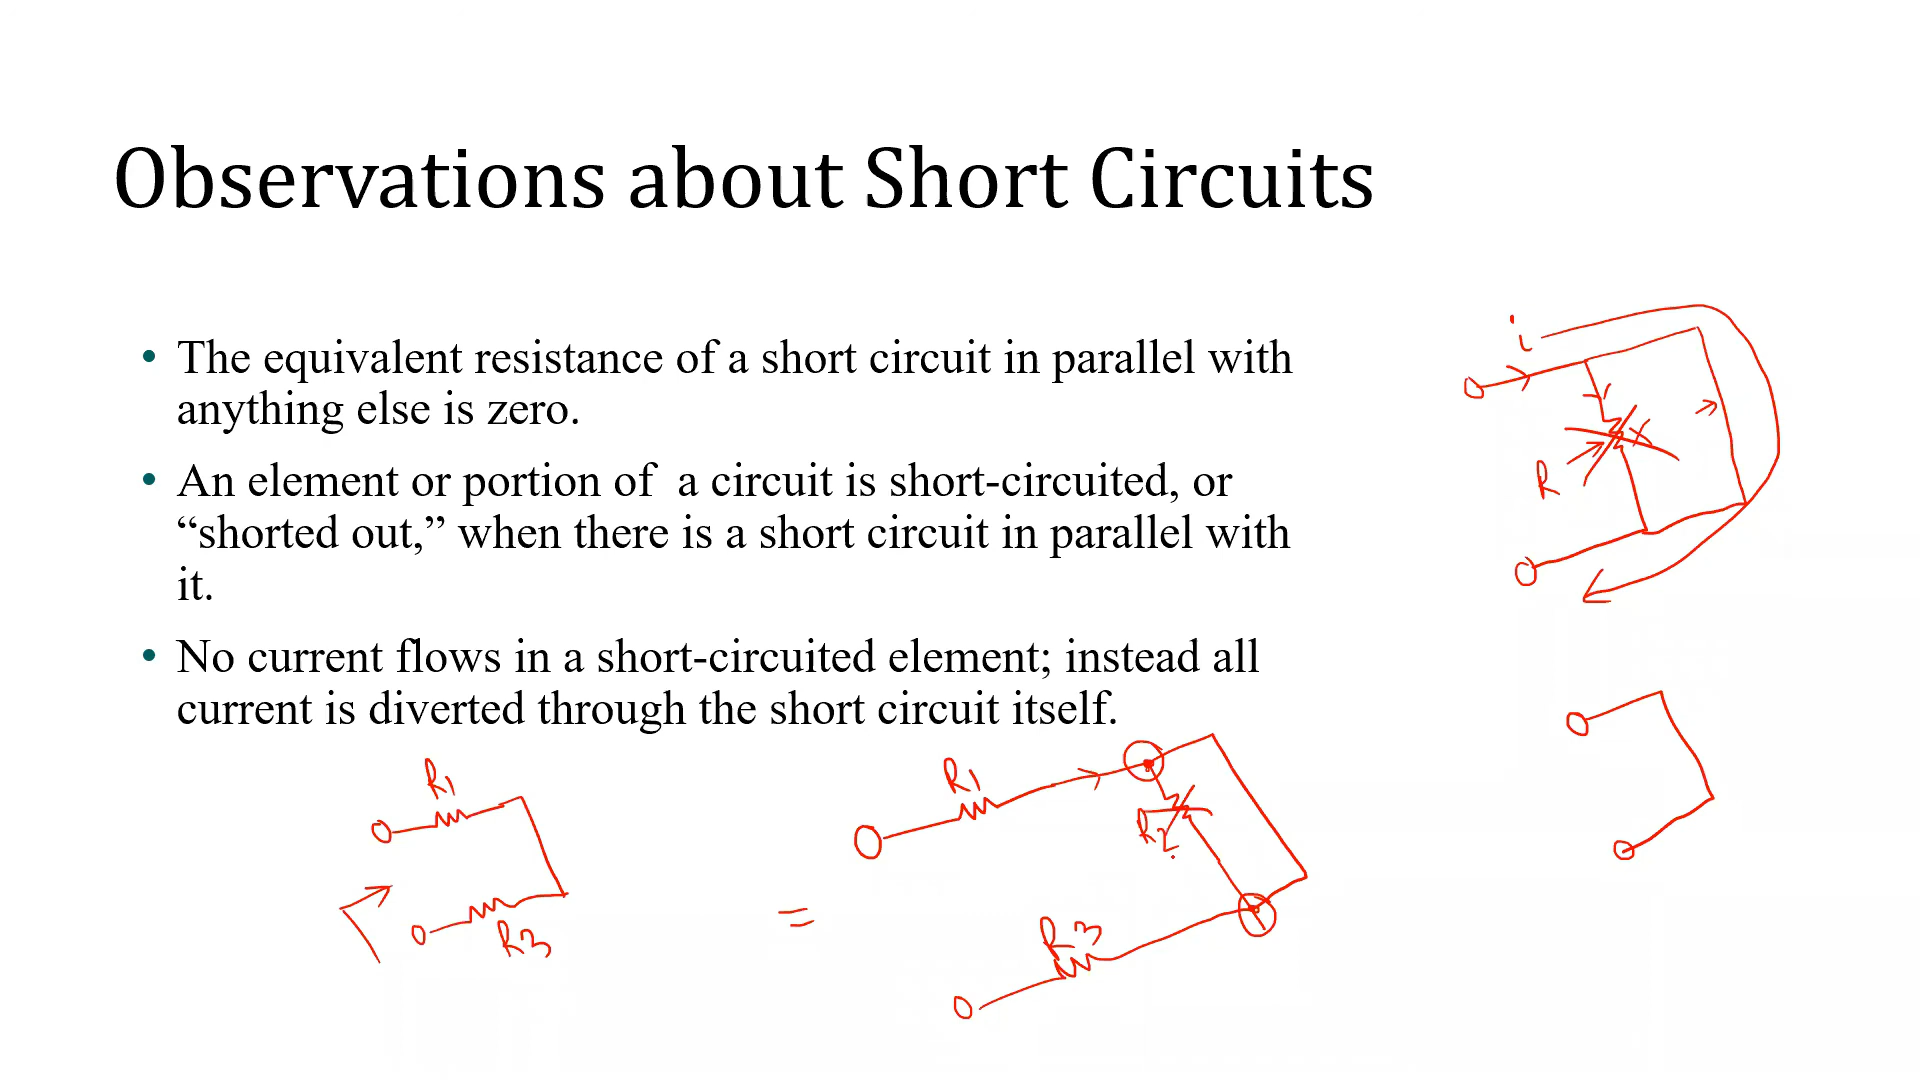 Observations about Short Circuits
• The equivalent resistance of a short circuit in parallel with
anything else is zero.
• An element or portion of a circuit is short-circuited, or
“shorted out,” when there is a short circuit in parallel with
it.
• No current flows in a short-circuited element; instead all
current is diverted through the short circuit itself.
i
R
R1
R3
=
R1
R2
R3